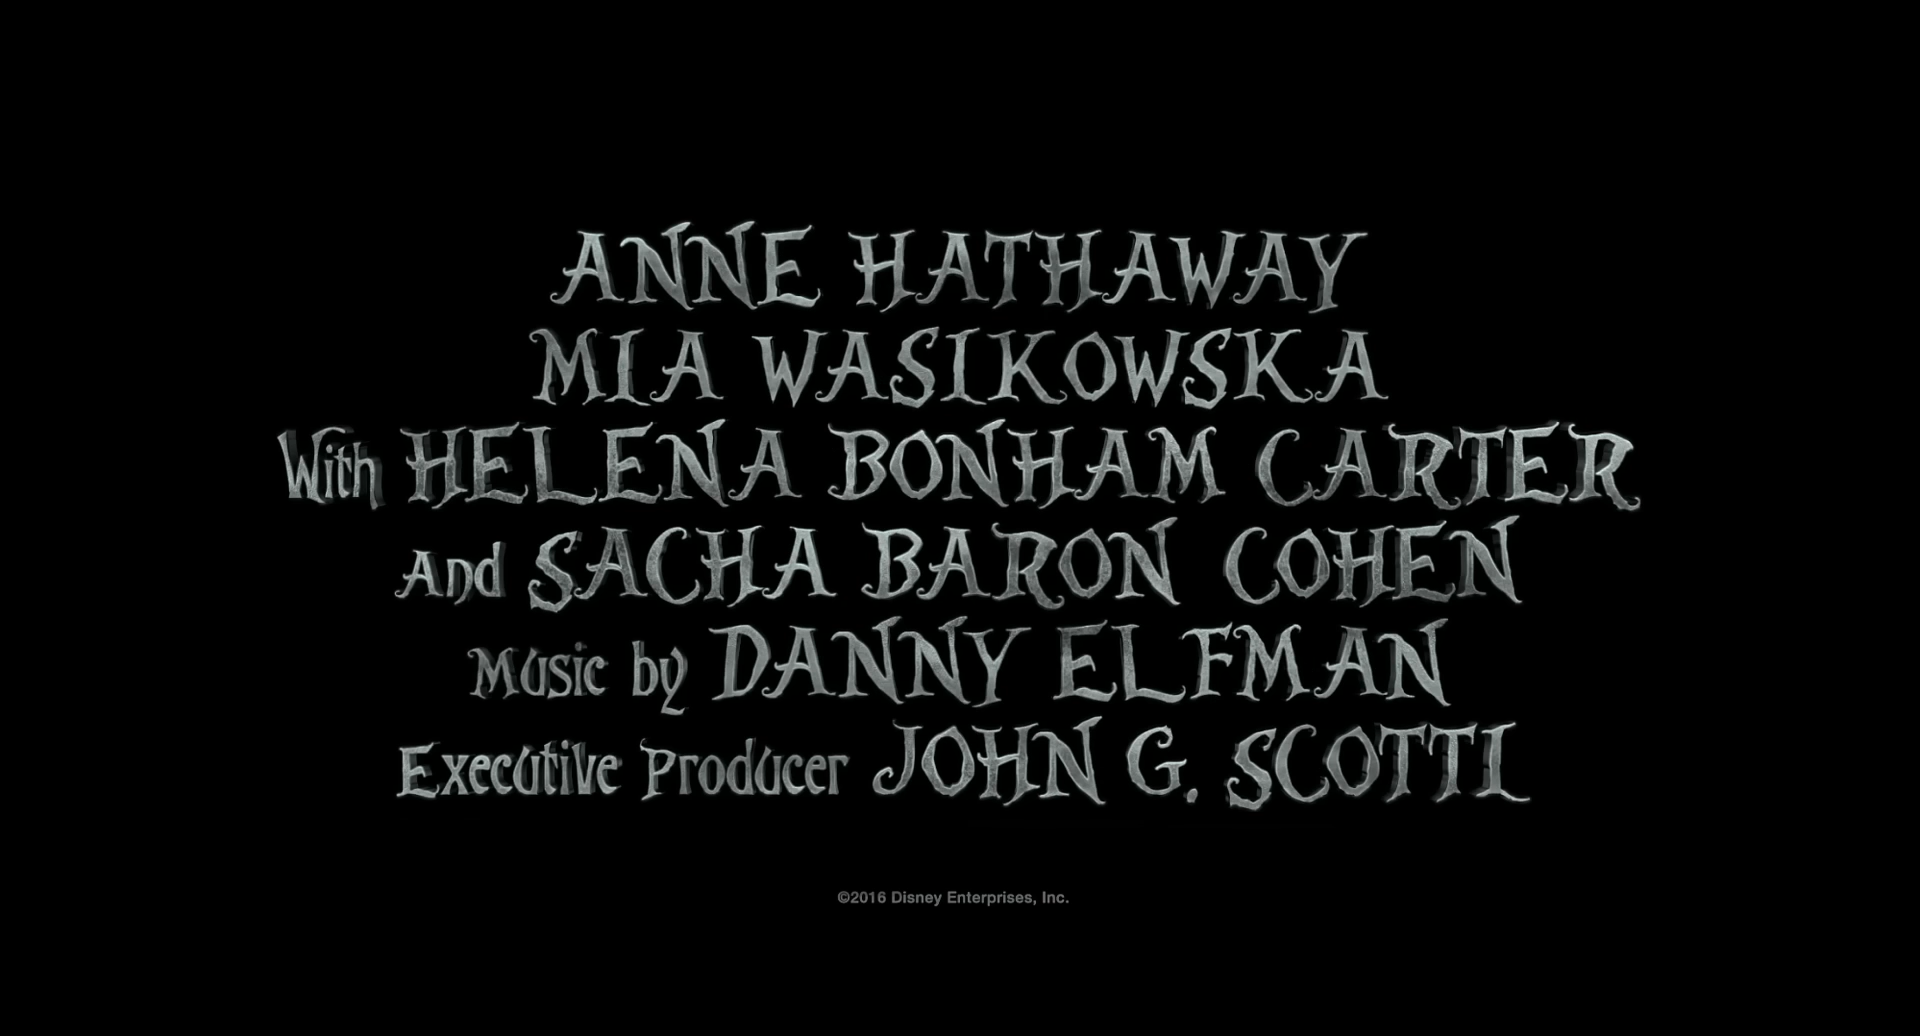 ANNE HATHAWAY
MIA WASIKOWSKA
With HELENA BONHAM CARTER
And SACHA BARON COHEN
Music by DANNY ELFMAN
Executive Producer JOHN G. SCOTTI
©2016 Disney Enterprises, Inc.